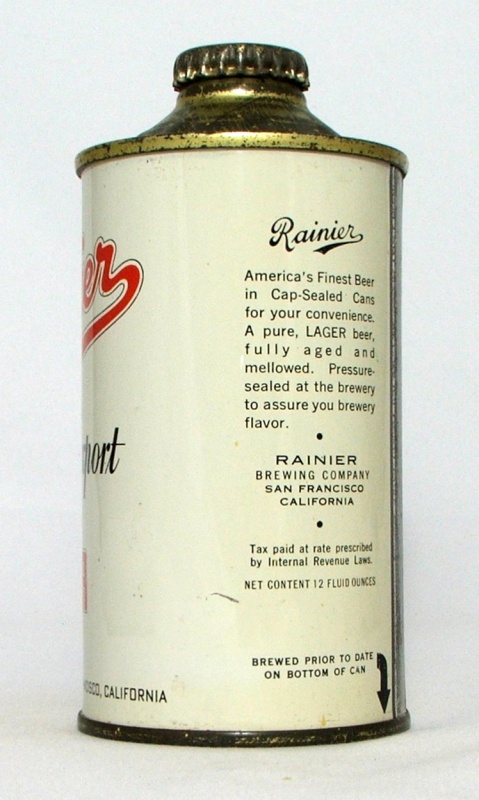 er
port
NCISCO, CALIFORNIA
Rainier
America's Finest Beer
in Cap-Sealed Cans
for your convenience.
A pure, LAGER beer,
fully aged and
mellowed. Pressure-
sealed at the brewery
to assure you brewery
flavor.
RAINIER
BREWING COMPANY
SAN FRANCISCO
CALIFORNIA
Tax paid at rate prescribed
by Internal Revenue Laws.
NET CONTENT 12 FLUID OUNCES
BREWED PRIOR TO DATE
ON BOTTOM OF CAN